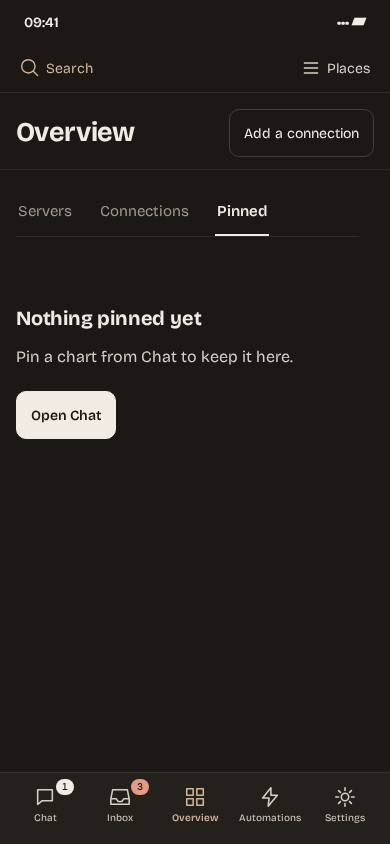 09:41
Search
Places
Overview
Add a connection
Servers
Connections
Pinned
Nothing pinned yet
Pin a chart from Chat to keep it here.
Open Chat
1
3
Chat
Inbox
Overview
Automations
Settings